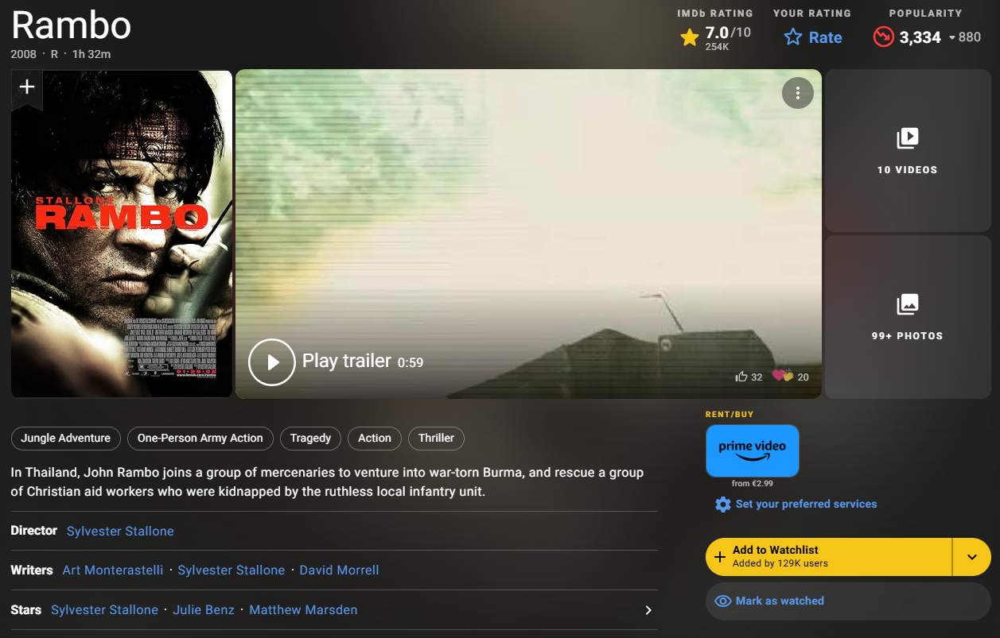 Rambo
2008 · R · 1h 32m
IMDb RATING
7.0/10
254K
YOUR RATING
Rate
POPULARITY
3,334
880
STALLONE
RAMBO
01·25·08
Play trailer 0:59
32
20
10 VIDEOS
99+ PHOTOS
Jungle Adventure
One-Person Army Action
Tragedy
Action
Thriller
In Thailand, John Rambo joins a group of mercenaries to venture into war-torn Burma, and rescue a group
of Christian aid workers who were kidnapped by the ruthless local infantry unit.
Director Sylvester Stallone
Writers Art Monterastelli · Sylvester Stallone · David Morrell
Stars Sylvester Stallone · Julie Benz · Matthew Marsden
RENT/BUY
prime video
from €2.99
Set your preferred services
Add to Watchlist
Added by 129K users
Mark as watched